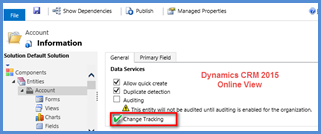 File
Show Dependencies
Publish
Managed Properties
Account
Information
Solution Default Solution
Components
Entities
Account
Forms
Views
Charts
Fields
General
Primary Field
Data Services
Allow quick create
Duplicate detection
Auditing
This entity will not be audited until auditing is enabled for the organization.
Change Tracking
Dynamics CRM 2015
Online View